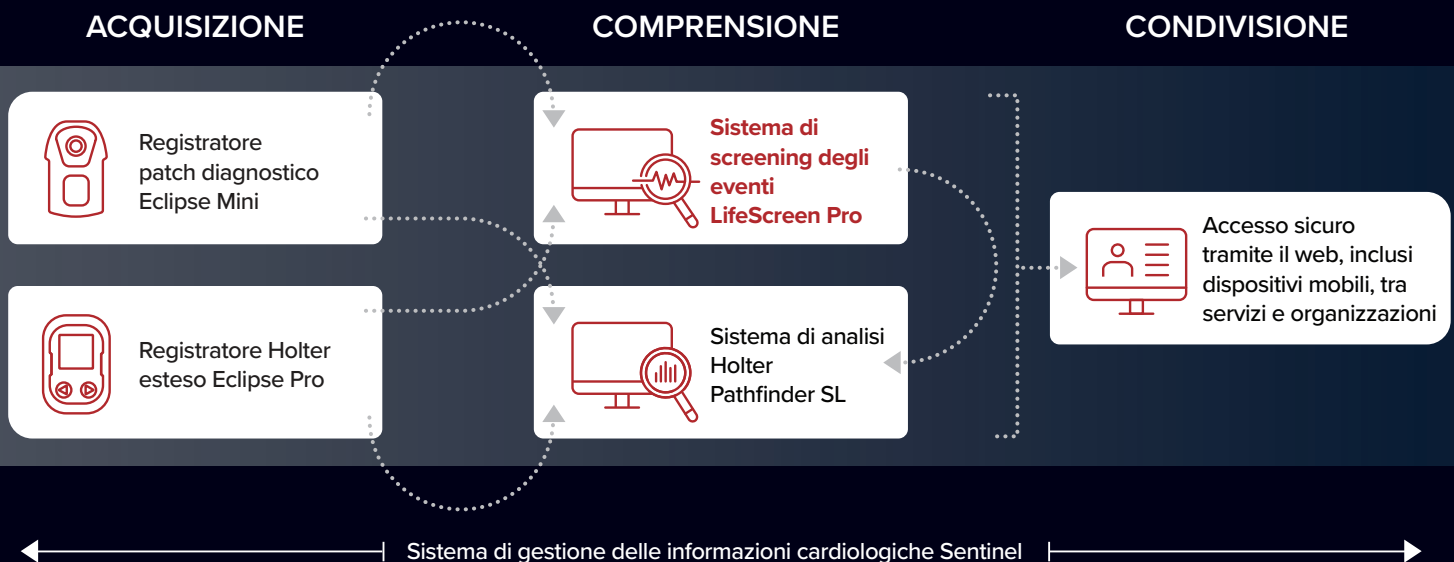 ACQUISIZIONE
COMPRENSIONE
CONDIVISIONE
Registratore
patch diagnostico
Eclipse Mini
Sistema di
screening degli
eventi
LifeScreen Pro
Accesso sicuro
tramite il web, inclusi
dispositivi mobili, tra
servizi e organizzazioni
Registratore Holter
esteso Eclipse Pro
Sistema di analisi
Holter
Pathfinder SL
Sistema di gestione delle informazioni cardiologiche Sentinel